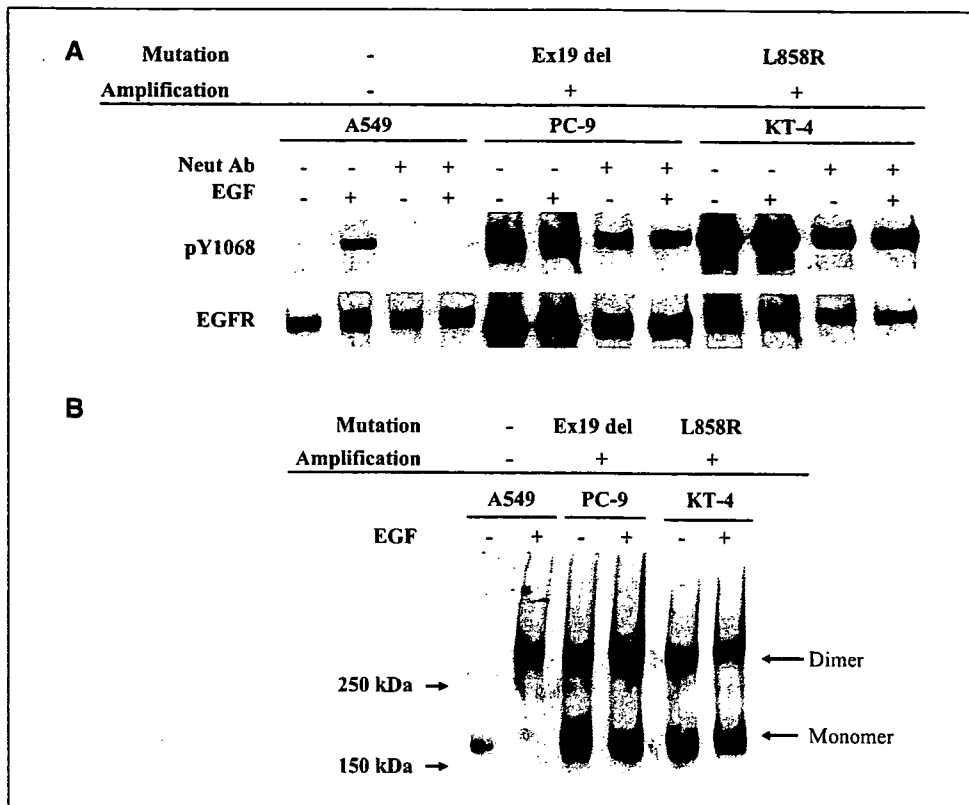 A
Mutation - Ex19 del L858R
Amplification - + +
A549 PC-9 KT-4
Neut Ab - - + + - - + + - - + +
EGF - + - + - + - + - + - +
pY1068
EGFR
B
Mutation - Ex19 del L858R
Amplification - + +
A549 PC-9 KT-4
EGF - + - + - +
Dimer
250 kDa
Monomer
150 kDa